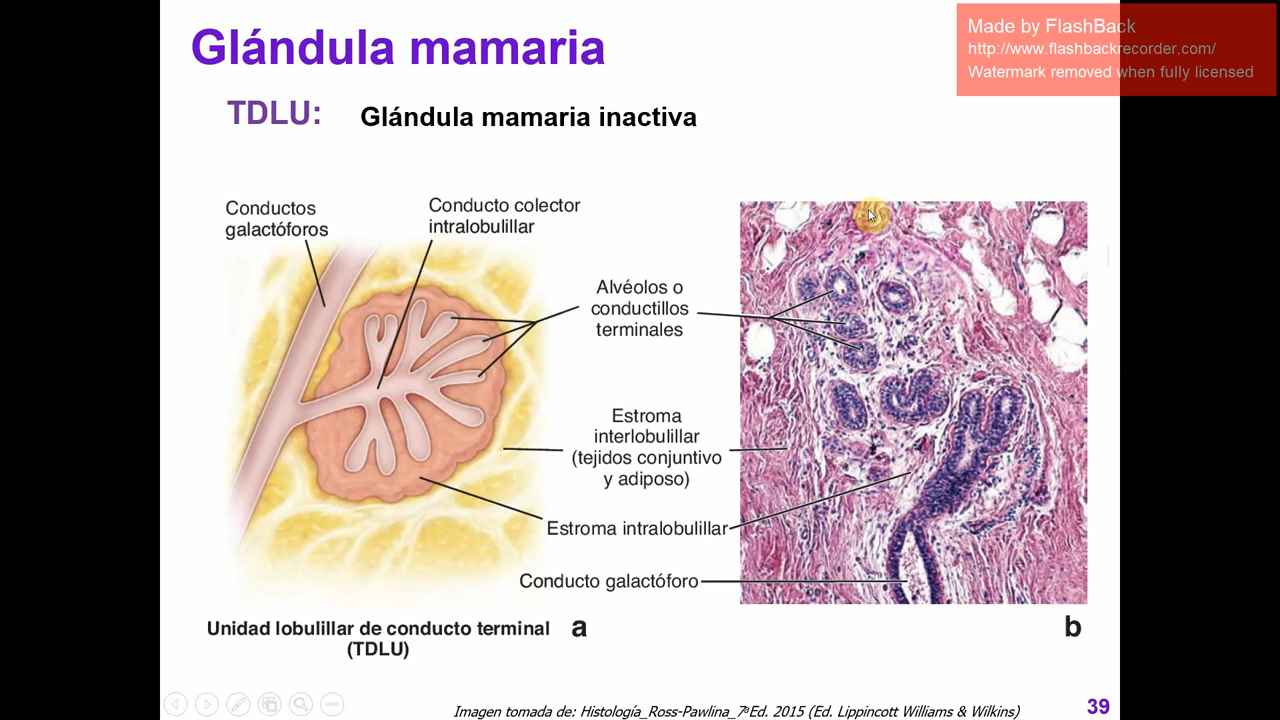 Glándula mamaria
Made by FlashBack
http://www.flashbackrecorder.com/
Watermark removed when fully licensed
TDLU: Glándula mamaria inactiva
Conductos
galactóforos
Conducto colector
intralobulillar
Alvéolos o
conductillos
terminales
Estroma
interlobulillar
(tejidos conjuntivo
y adiposo)
Estroma intralobulillar
Conducto galactóforo
Unidad lobulillar de conducto terminal
(TDLU)
a
b
Imagen tomada de: Histología_Ross-Pawlina_7ªEd. 2015 (Ed. Lippincott Williams & Wilkins)
39